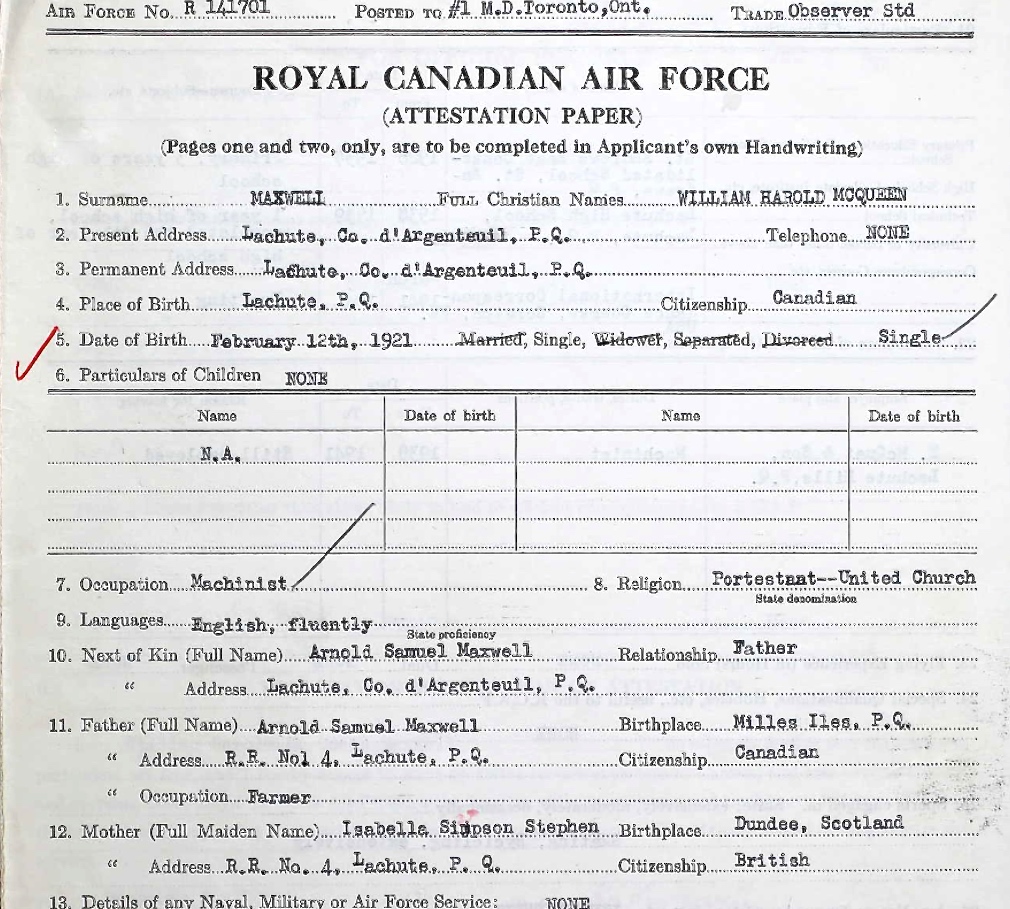 AIR FORCE NO. R 141701 POSTED TO #1 M.D.Toronto,Ont. TRADE Observer Std
ROYAL CANADIAN AIR FORCE
(ATTESTATION PAPER)
(Pages one and two, only, are to be completed in Applicant's own Handwriting)
1. Surname MAXWELL FULL Christian Names WILLIAM HAROLD MCQUEEN
2. Present Address Lachute, Co. d'Argenteuil, P.Q. Telephone NONE
3. Permanent Address Lachute, Co. d'Argenteuil, P.Q.
4. Place of Birth Lachute, P.Q. Citizenship Canadian
5. Date of Birth February 12th, 1921 Married, Single, Widower, Separated, Divorced Single
6. Particulars of Children NONE
Name Date of birth Name Date of birth
N.A.
7. Occupation Machinist 8. Religion Portestant--United Church
State denomination
9. Languages English, fluently
State proficiency
10. Next of Kin (Full Name) Arnold Samuel Maxwell Relationship Father
" Address Lachute, Co. d'Argenteuil, P.Q.
11. Father (Full Name) Arnold Samuel Maxwell Birthplace Milles Iles, P.Q.
" Address R.R. No1 4, Lachute, P.Q. Citizenship Canadian
" Occupation Farmer
12. Mother (Full Maiden Name) Isabelle Simpson Stephen Birthplace Dundee, Scotland
" Address R.R. No. 4, Lachute, P. Q. Citizenship British
13. Details of any Naval, Military or Air Force Service: NONE